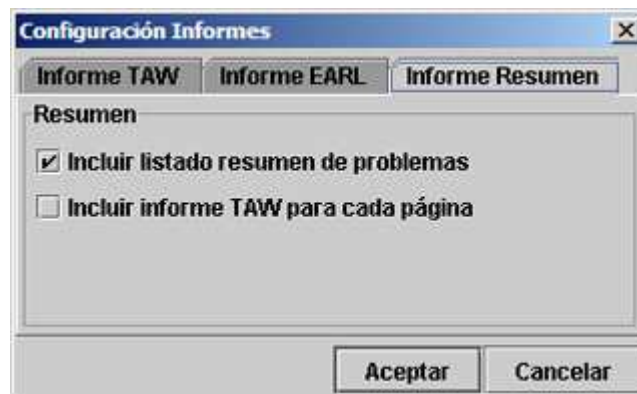 Configuración Informes
Informe TAW Informe EARL Informe Resumen
Resumen
Incluir listado resumen de problemas
Incluir informe TAW para cada página
Aceptar Cancelar